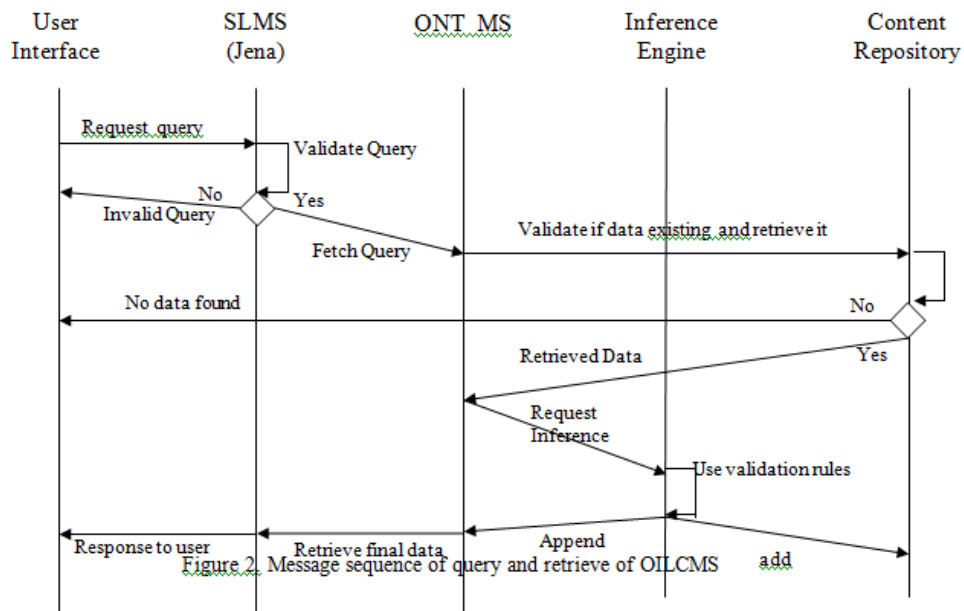 User
Interface
SLMS
(Jena)
ONT_MS
Inference
Engine
Content
Repository
Request query
Validate Query
No
Yes
Invalid Query
Fetch Query
Validate if data existing and retrieve it
No data found
No
Yes
Retrieved Data
Request
Inference
Use validation rules
Response to user
Retrieve final data
Append
add
Figure 2. Message sequence of query and retrieve of OILCMS